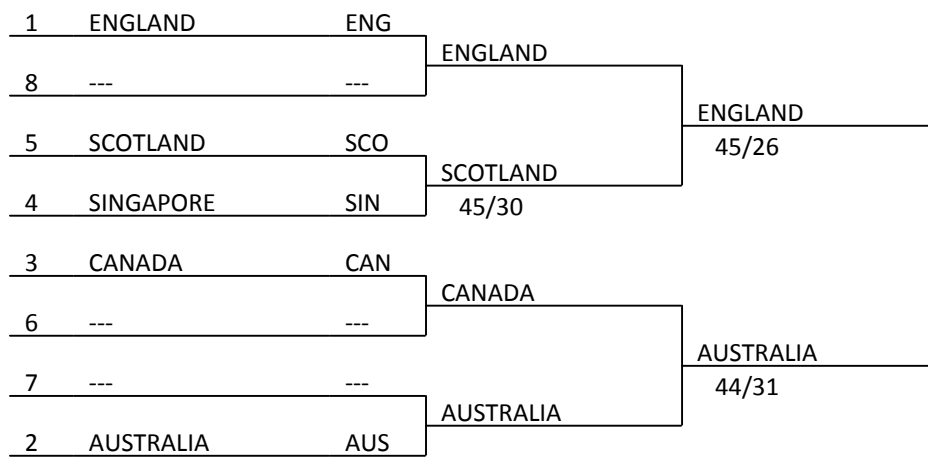 1 ENGLAND ENG
ENGLAND
8 --- ---
ENGLAND
5 SCOTLAND SCO
45/26
SCOTLAND
4 SINGAPORE SIN
45/30
3 CANADA CAN
CANADA
6 --- ---
AUSTRALIA
7 --- ---
44/31
AUSTRALIA
2 AUSTRALIA AUS